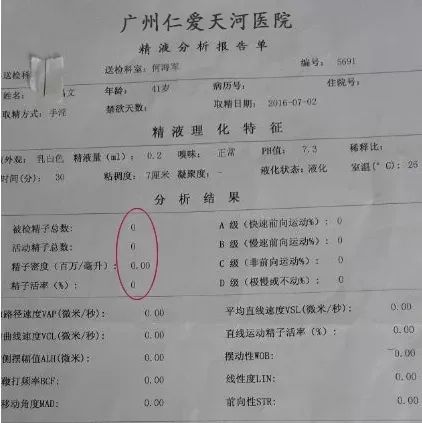 广州仁爱天河医院
精液分析报告单
送检科 送检科室: 何海军 编号: 5691
姓名: 文 年龄: 41岁 病历号: 住院号:
取精方式: 手淫 禁欲天数: 取精日期: 2016-07-02
精液理化特征
外观: 乳白色 精液量(ml): 0.2 嗅味: 正常 PH值: 7.3 稀释比:
时间(分): 30 粘稠度: 7厘米 凝聚度: - 液化状态: 液化 室温(°C): 25
分析结果
被检精子总数: 0 A 级(快速前向运动%): 0
活动精子总数: 0 B 级(慢速前向运动%): 0
精子密度(百万/毫升): 0.00 C 级(非前向运动%): 0
精子活率(%): 0 D 级(极慢或不动%): 0
路径速度VAP(微米/秒): 0.00 平均直线速度VSL(微米/秒): 0.00
曲线速度VCL(微米/秒): 0.00 直线运动精子活率(%): 0.00
侧摆幅值ALH(微米): 0.00 摆动性WOB: 0.00
鞭打频率BCF: 0.00 线性度LIN: 0.00
移动角度MAD: 0.00 前向性STR: 0.00